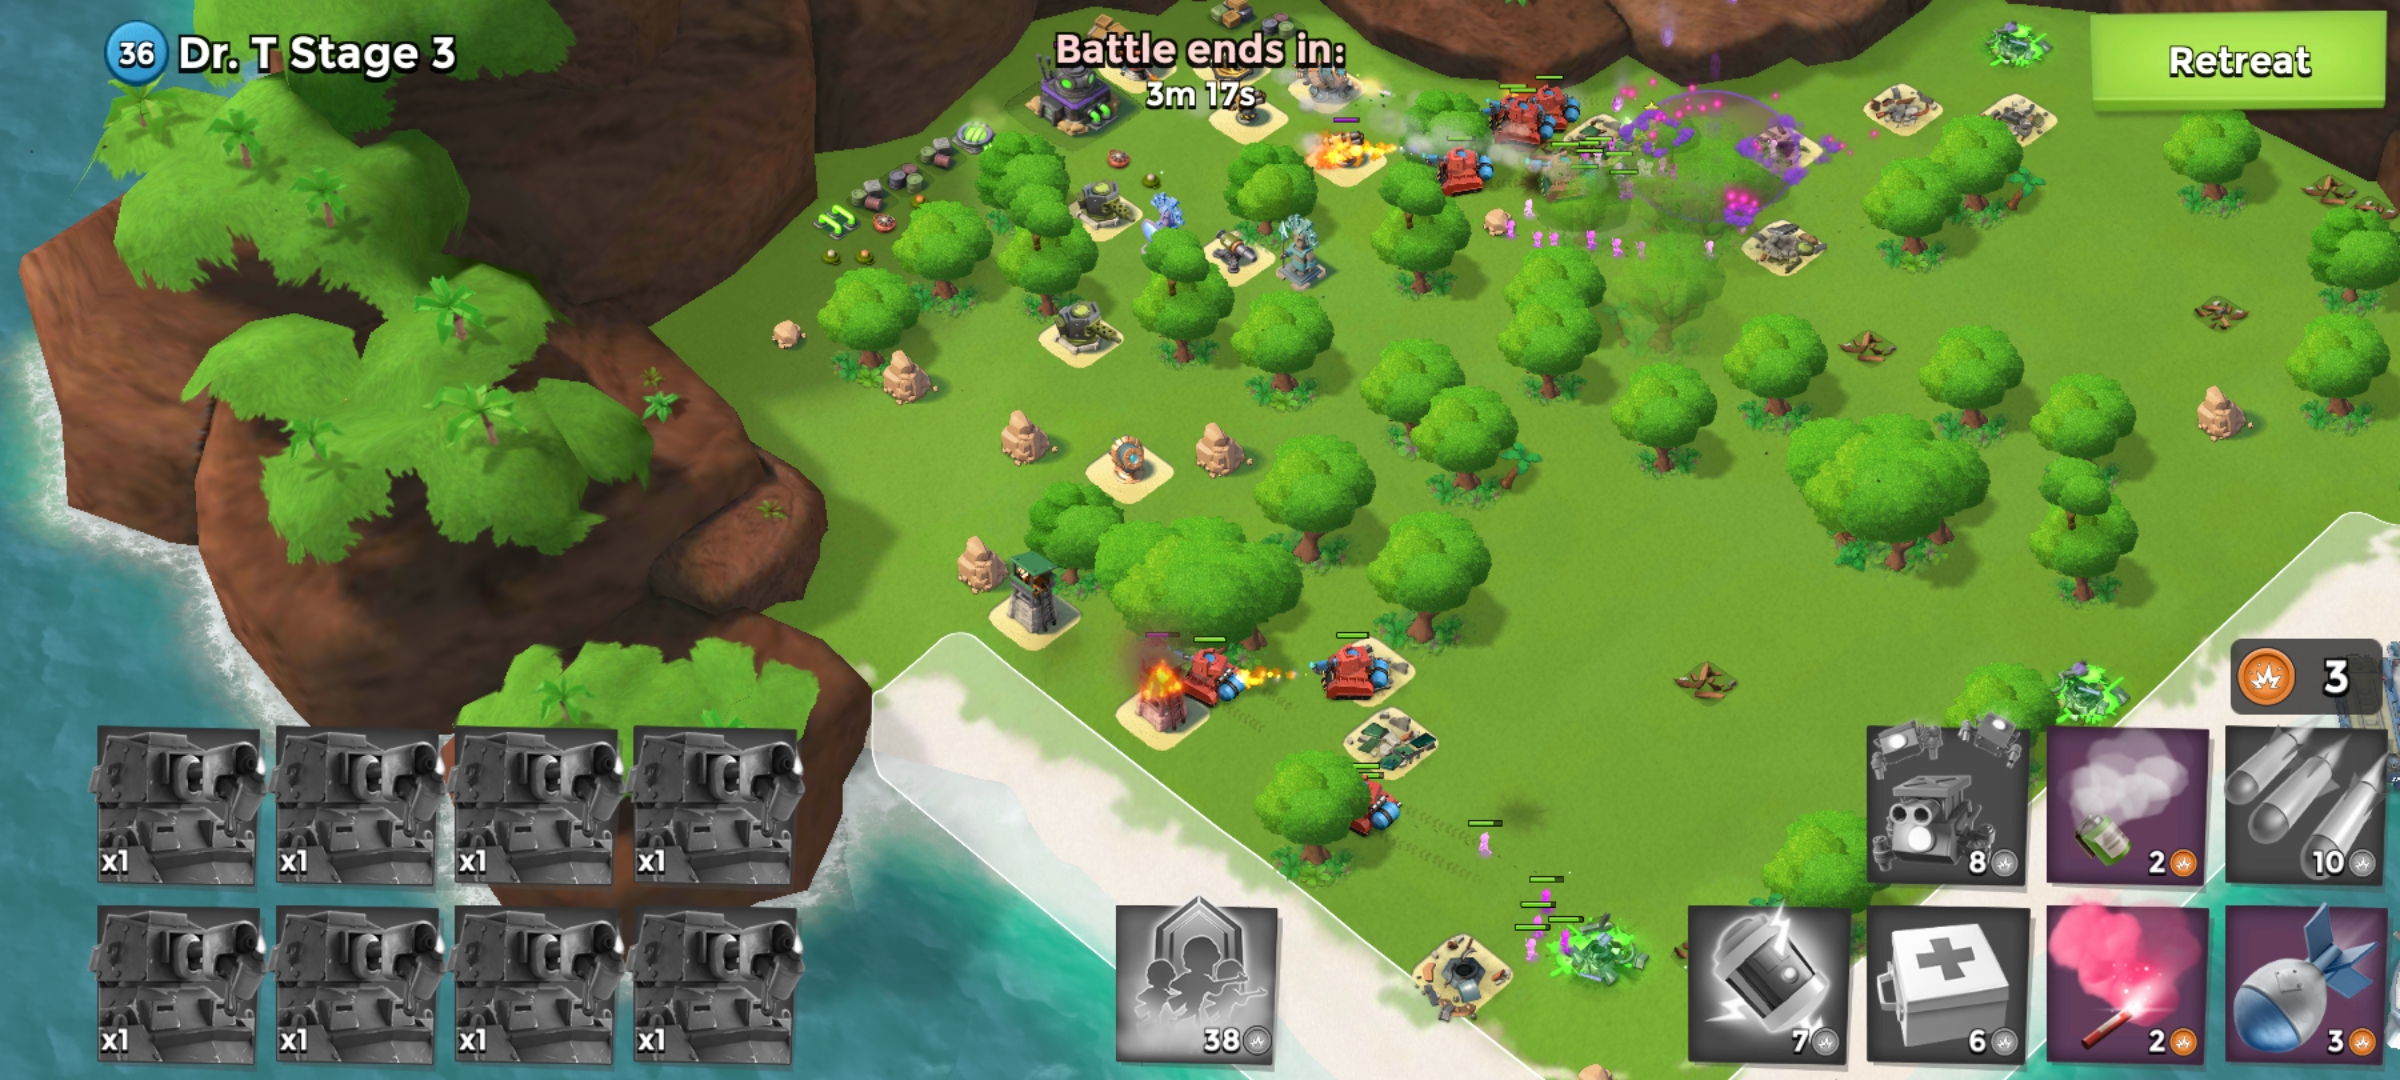 36 Dr. T Stage 3
Battle ends in:
3m 17s
Retreat
3
x1
x1
x1
x1
8
2
10
x1
x1
x1
x1
38
7
6
2
3